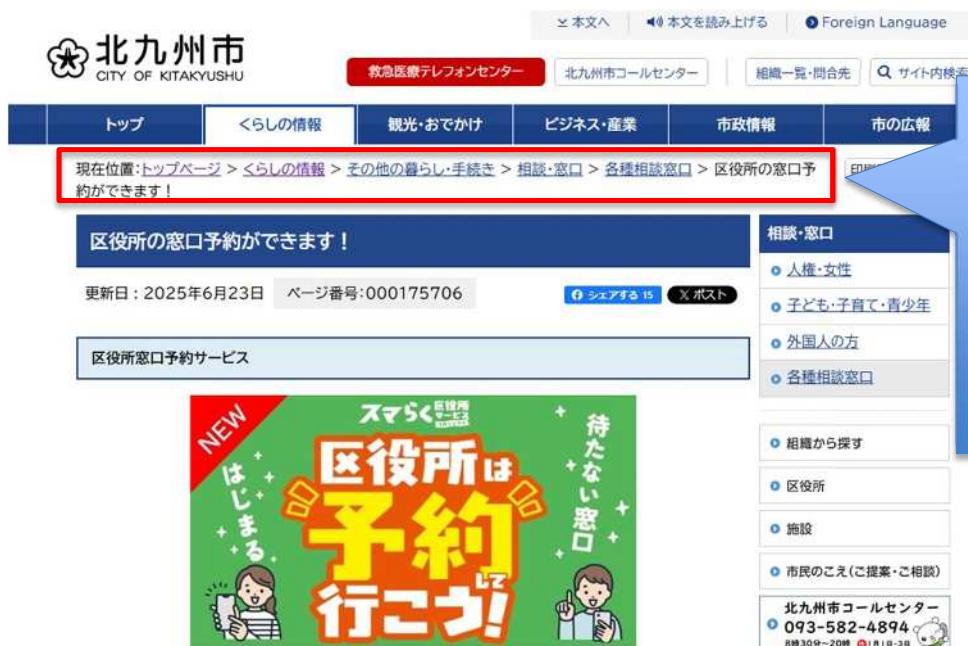 本文へ
本文を読み上げる
Foreign Language
北九州市
CITY OF KITAKYUSHU
救急医療テレフォンセンター
北九州市コールセンター
組織一覧・問合先
サイト内検索
トップ
くらしの情報
観光・おでかけ
ビジネス・産業
市政情報
市の広報
現在位置:トップページ > くらしの情報 > その他の暮らし・手続き > 相談・窓口 > 各種相談窓口 > 区役所の窓口予
約ができます!
区役所の窓口予約ができます!
更新日:2025年6月23日
ページ番号:000175706
シェアする 15
ポスト
区役所窓口予約サービス
NEW
はじまる
スマらく区役所サービス
区役所は
予約して
行こう!
待たない窓口
相談・窓口
人権・女性
子ども・子育て・青少年
外国人の方
各種相談窓口
組織から探す
区役所
施設
市民のこえ(ご提案・ご相談)
北九州市コールセンター
093-582-4894
8時30分~20時